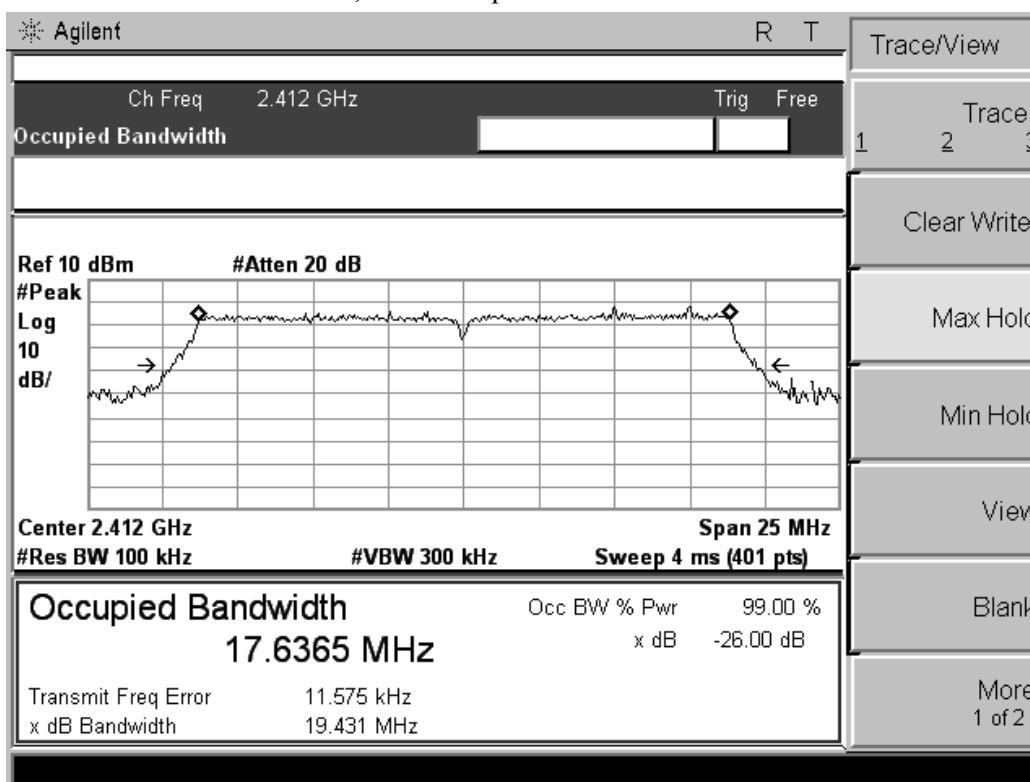 Agilent R T
Ch Freq 2.412 GHz Trig Free
Occupied Bandwidth
Ref 10 dBm #Atten 20 dB
#Peak
Log
10
dB/
Center 2.412 GHz Span 25 MHz
#Res BW 100 kHz #VBW 300 kHz Sweep 4 ms (401 pts)
Occupied Bandwidth
17.6365 MHz
Occ BW % Pwr 99.00 %
x dB -26.00 dB
Transmit Freq Error 11.575 kHz
x dB Bandwidth 19.431 MHz
Trace/View
Trace
1 2
Clear Write
Max Hold
Min Hold
View
Blank
More
1 of 2